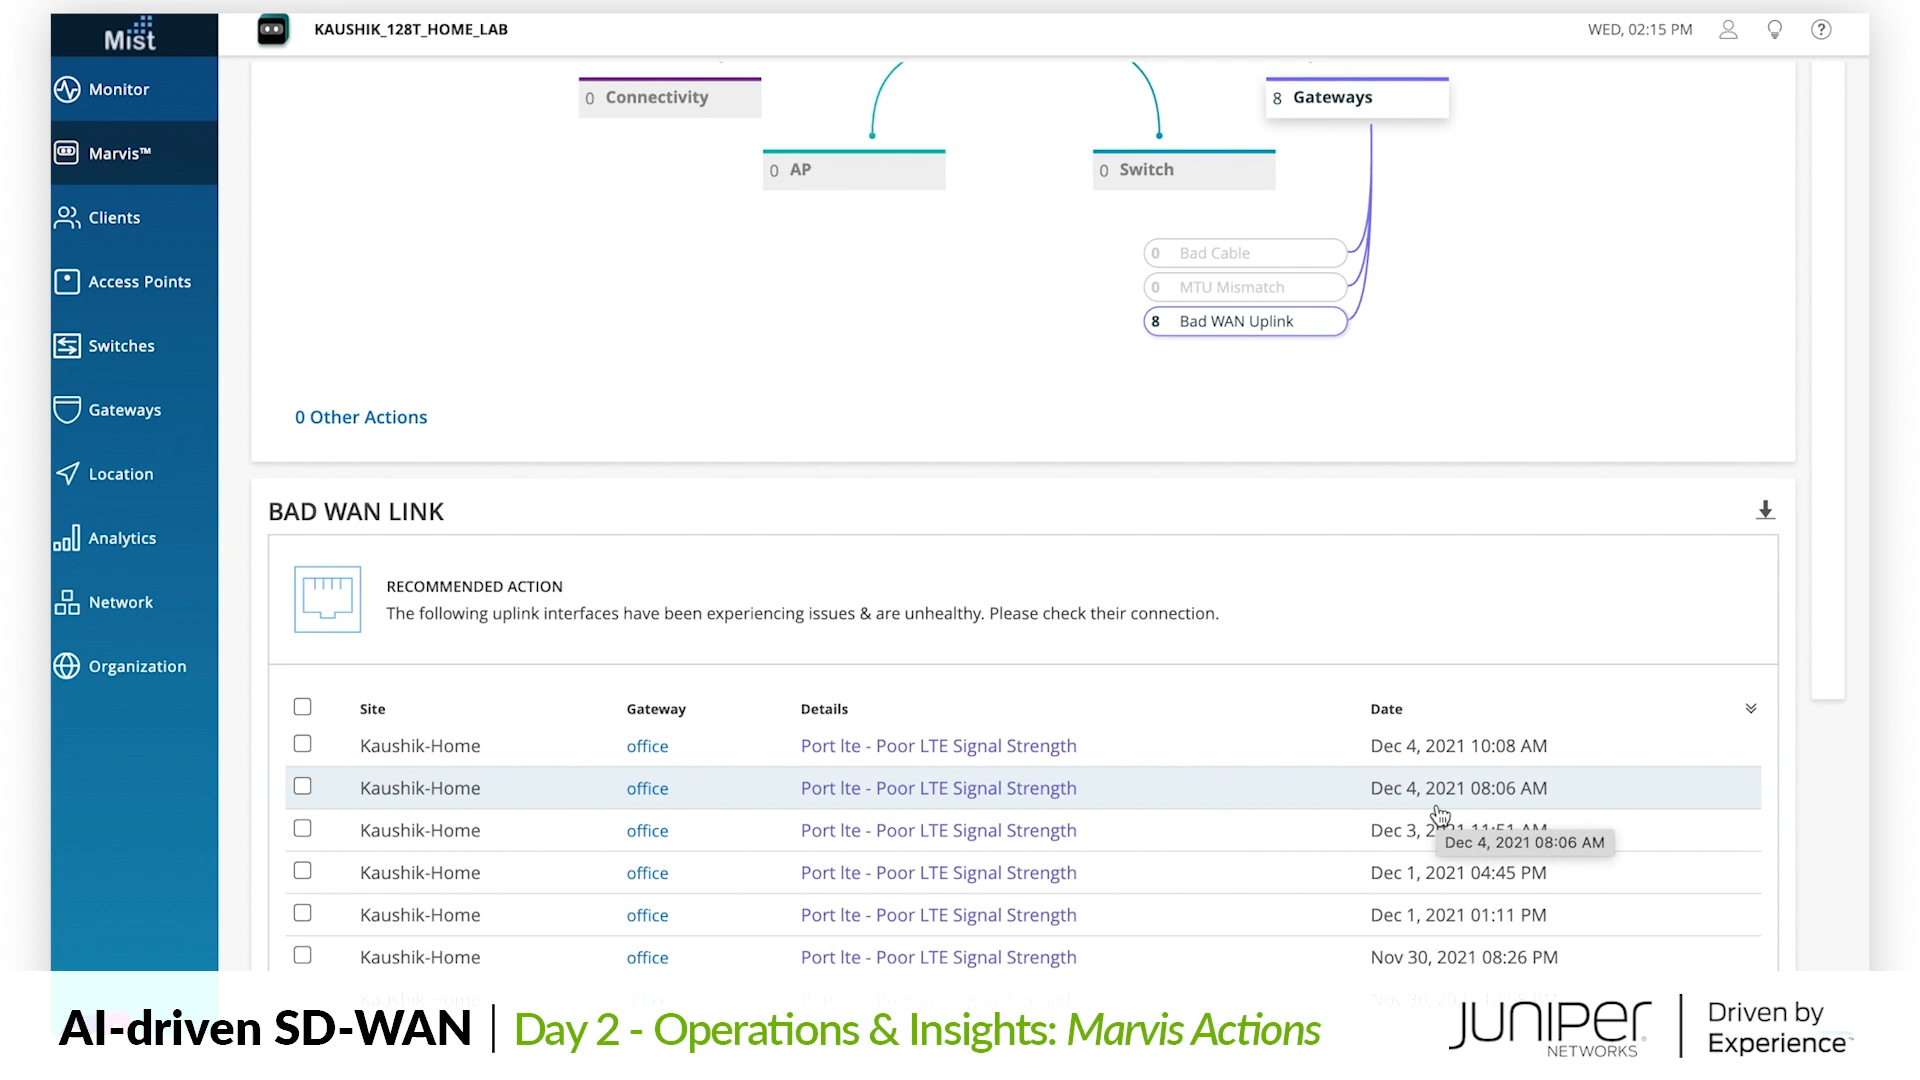 Mist
KAUSHIK_128T_HOME_LAB
WED, 02:15 PM
Monitor
Marvis™
Clients
Access Points
Switches
Gateways
Location
Analytics
Network
Organization
0 Connectivity
8 Gateways
0 AP
0 Switch
0 Bad Cable
0 MTU Mismatch
8 Bad WAN Uplink
0 Other Actions
BAD WAN LINK
RECOMMENDED ACTION
The following uplink interfaces have been experiencing issues & are unhealthy. Please check their connection.
Site Gateway Details Date
Kaushik-Home office Port lte - Poor LTE Signal Strength Dec 4, 2021 10:08 AM
Kaushik-Home office Port lte - Poor LTE Signal Strength Dec 4, 2021 08:06 AM
Kaushik-Home office Port lte - Poor LTE Signal Strength Dec 3, 2021 11:51 AM
Dec 4, 2021 08:06 AM
Kaushik-Home office Port lte - Poor LTE Signal Strength Dec 1, 2021 04:45 PM
Kaushik-Home office Port lte - Poor LTE Signal Strength Dec 1, 2021 01:11 PM
Kaushik-Home office Port lte - Poor LTE Signal Strength Nov 30, 2021 08:26 PM
AI-driven SD-WAN | Day 2 - Operations & Insights: Marvis Actions
JUNIPER NETWORKS
Driven by
Experience™